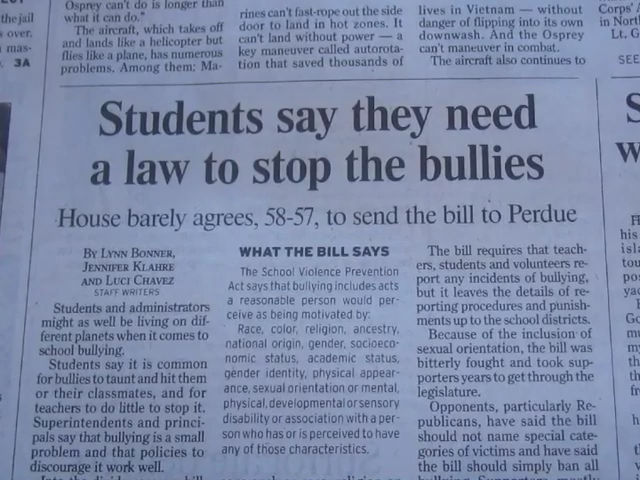 Osprey can't do is longer than
what it can do."
The aircraft, which takes off
and lands like a helicopter but
flies like a plane, has numerous
problems. Among them: Ma-
rines can't fast-rope out the side
door to land in hot zones. It
can't land without power — a
key maneuver called autorota-
tion that saved thousands of
lives in Vietnam — without
danger of flipping into its own
downwash. And the Osprey
can't maneuver in combat.
The aircraft also continues to
the jail
s over.
mas-
3A
Corps'
in Nort
Lt. G
SEE
Students say they need
a law to stop the bullies
House barely agrees, 58-57, to send the bill to Perdue
BY LYNN BONNER,
JENNIFER KLAHRE
AND LUCI CHAVEZ
STAFF WRITERS
Students and administrators
might as well be living on dif-
ferent planets when it comes to
school bullying.
Students say it is common
for bullies to taunt and hit them
or their classmates, and for
teachers to do little to stop it.
Superintendents and princi-
pals say that bullying is a small
problem and that policies to
discourage it work well.
WHAT THE BILL SAYS
The School Violence Prevention
Act says that bullying includes acts
a reasonable person would per-
ceive as being motivated by:
Race, color, religion, ancestry,
national origin, gender, socioeco-
nomic status, academic status,
gender identity, physical appear-
ance, sexual orientation or mental,
physical, developmental or sensory
disability or association with a per-
son who has or is perceived to have
any of those characteristics.
The bill requires that teach-
ers, students and volunteers re-
port any incidents of bullying,
but it leaves the details of re-
porting procedures and punish-
ments up to the school districts.
Because of the inclusion of
sexual orientation, the bill was
bitterly fought and took sup-
porters years to get through the
legislature.
Opponents, particularly Re-
publicans, have said the bill
should not name special cate-
gories of victims and have said
the bill should simply ban all